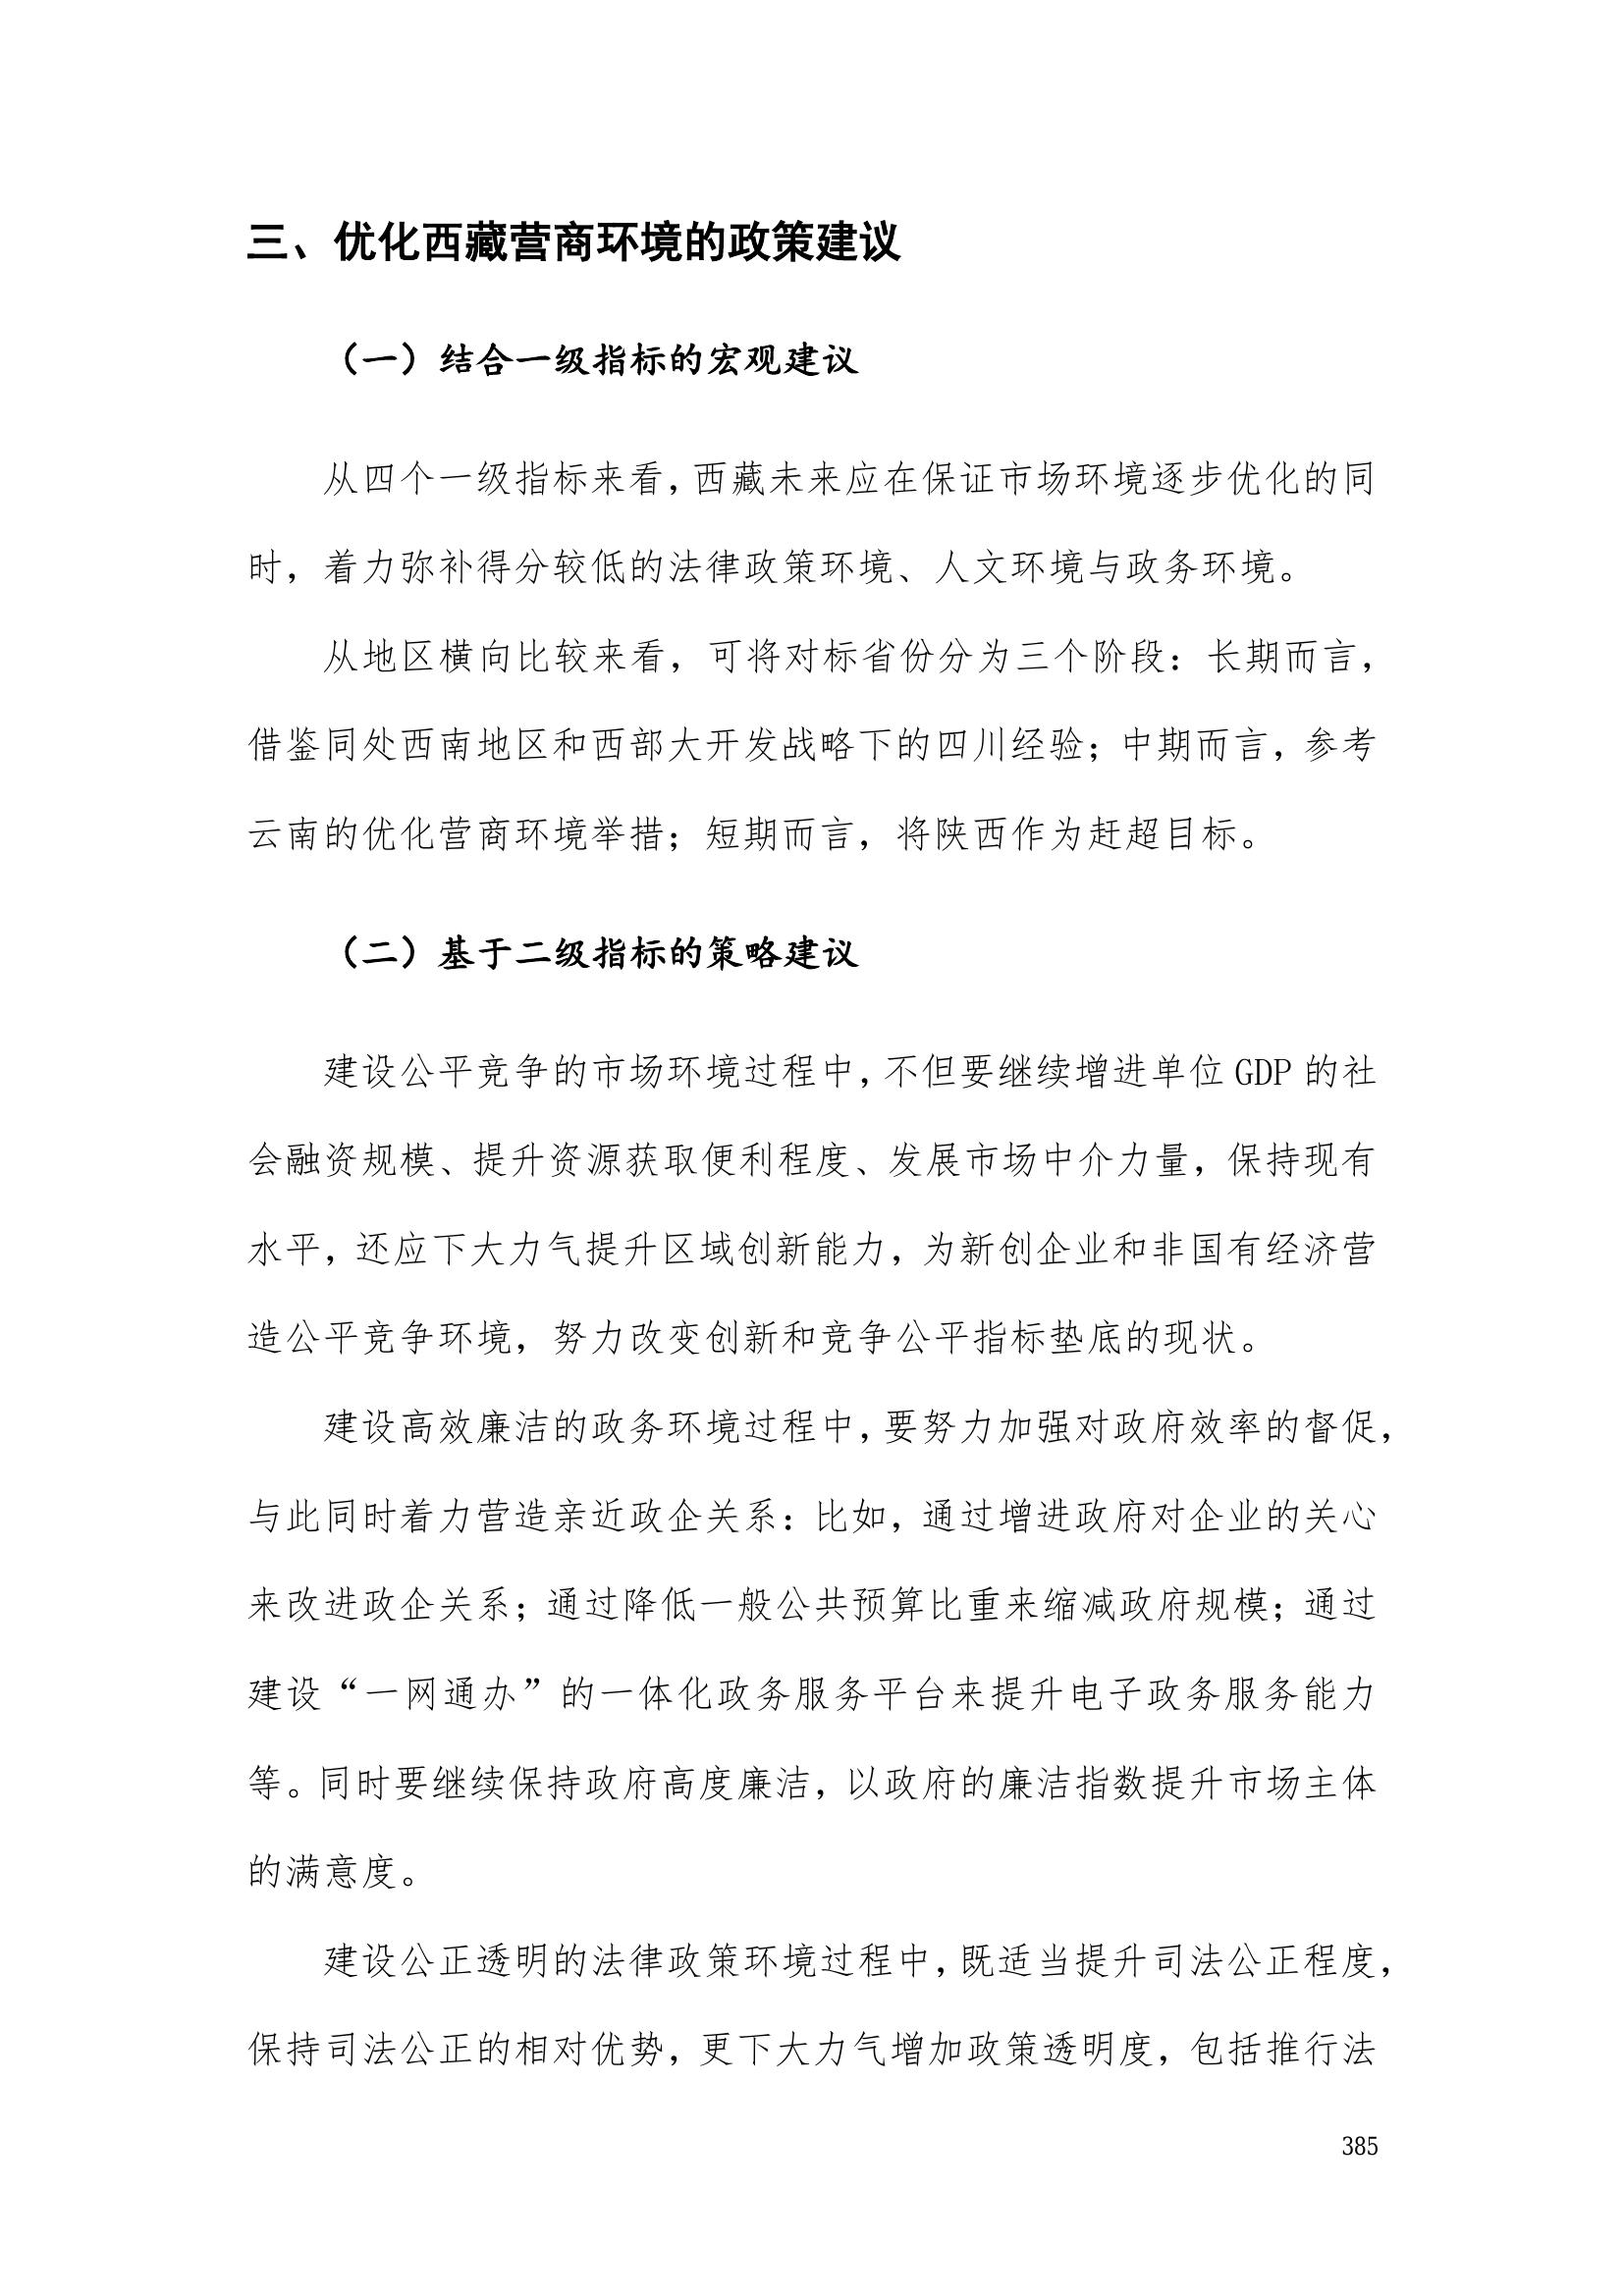 三、优化西藏营商环境的政策建议
（一）结合一级指标的宏观建议
从四个一级指标来看，西藏未来应在保证市场环境逐步优化的同
时，着力弥补得分较低的法律政策环境、人文环境与政务环境。
从地区横向比较来看，可将对标省份分为三个阶段：长期而言，
借鉴同处西南地区和西部大开发战略下的四川经验；中期而言，参考
云南的优化营商环境举措；短期而言，将陕西作为赶超目标。
（二）基于二级指标的策略建议
建设公平竞争的市场环境过程中，不但要继续增进单位 GDP 的社
会融资规模、提升资源获取便利程度、发展市场中介力量，保持现有
水平，还应下大力气提升区域创新能力，为新创企业和非国有经济营
造公平竞争环境，努力改变创新和竞争公平指标垫底的现状。
建设高效廉洁的政务环境过程中，要努力加强对政府效率的督促，
与此同时着力营造亲近政企关系：比如，通过增进政府对企业的关心
来改进政企关系；通过降低一般公共预算比重来缩减政府规模；通过
建设“一网通办”的一体化政务服务平台来提升电子政务服务能力
等。同时要继续保持政府高度廉洁，以政府的廉洁指数提升市场主体
的满意度。
建设公正透明的法律政策环境过程中，既适当提升司法公正程度，
保持司法公正的相对优势，更下大力气增加政策透明度，包括推行法
385